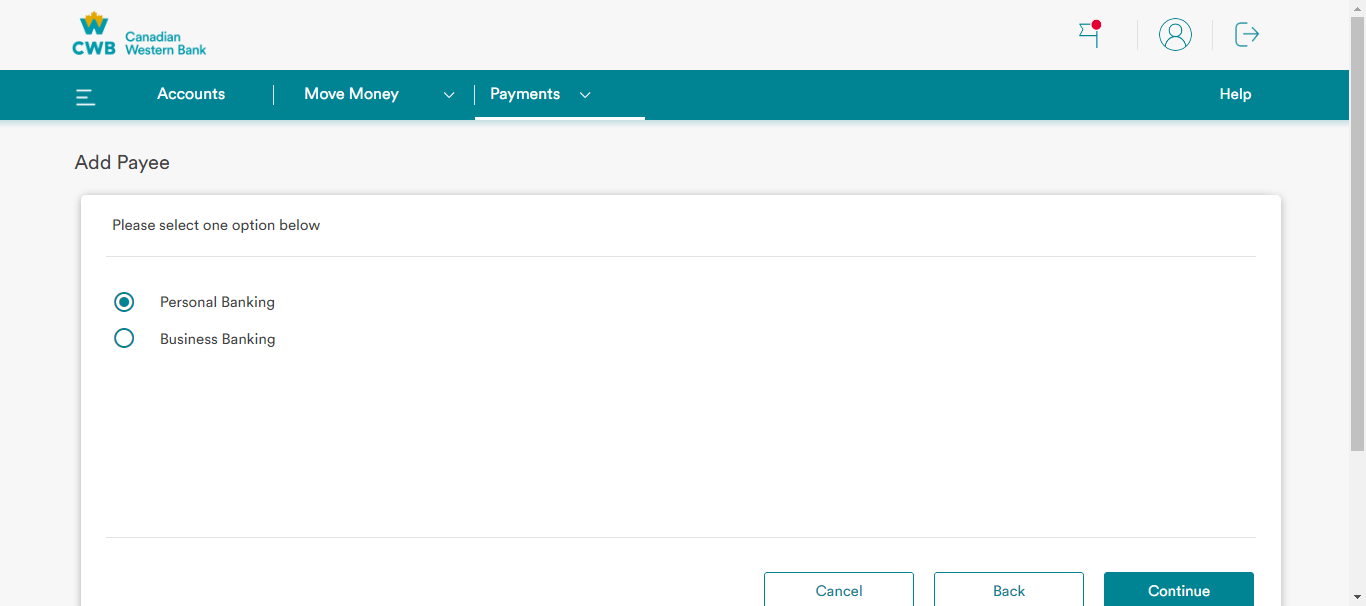 CWB Canadian
Western Bank
Accounts Move Money Payments Help
Add Payee
Please select one option below
Personal Banking
Business Banking
Cancel Back Continue